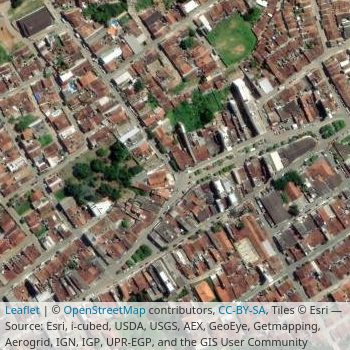 Leaflet | © OpenStreetMap contributors, CC-BY-SA, Tiles © Esri —
Source: Esri, i-cubed, USDA, USGS, AEX, GeoEye, Getmapping,
Aerogrid, IGN, IGP, UPR-EGP, and the GIS User Community